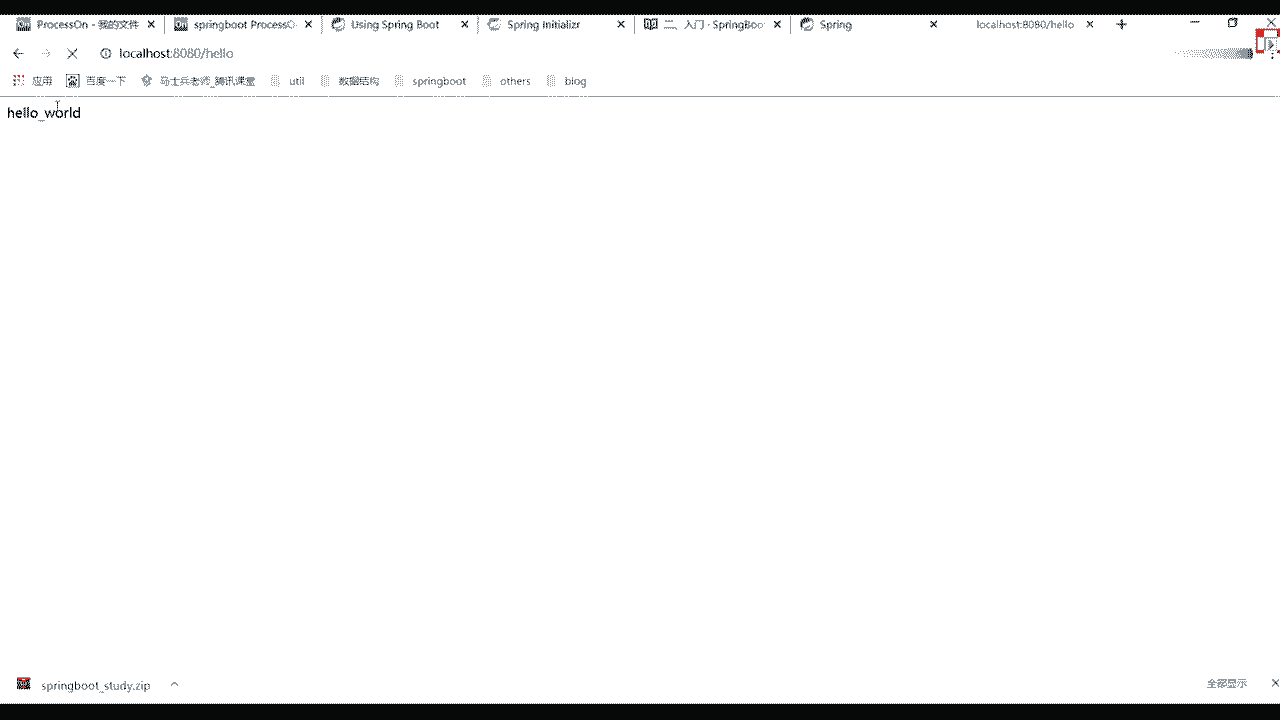 ProcessOn - 我的文件
springboot ProcessO
Using Spring Boot
Spring Initializr
二、入门 · SpringBoo
Spring
localhost:8080/hello
localhost:8080/hello
应用
百度一下
马士兵老师_腾讯课堂
util
数据结构
springboot
others
blog
hello_world
springboot_study.zip
全部显示